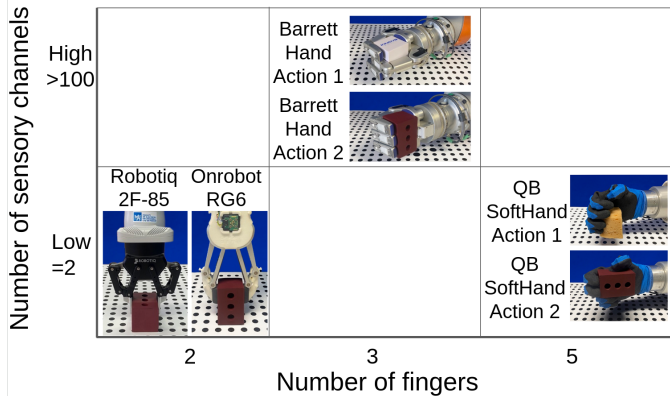 Number of sensory channels
High
>100
Barrett
Hand
Action 1
Barrett
Hand
Action 2
Low
=2
Robotiq
2F-85
Onrobot
RG6
ROBOTIQ
QB
SoftHand
Action 1
QB
SoftHand
Action 2
2
3
5
Number of fingers